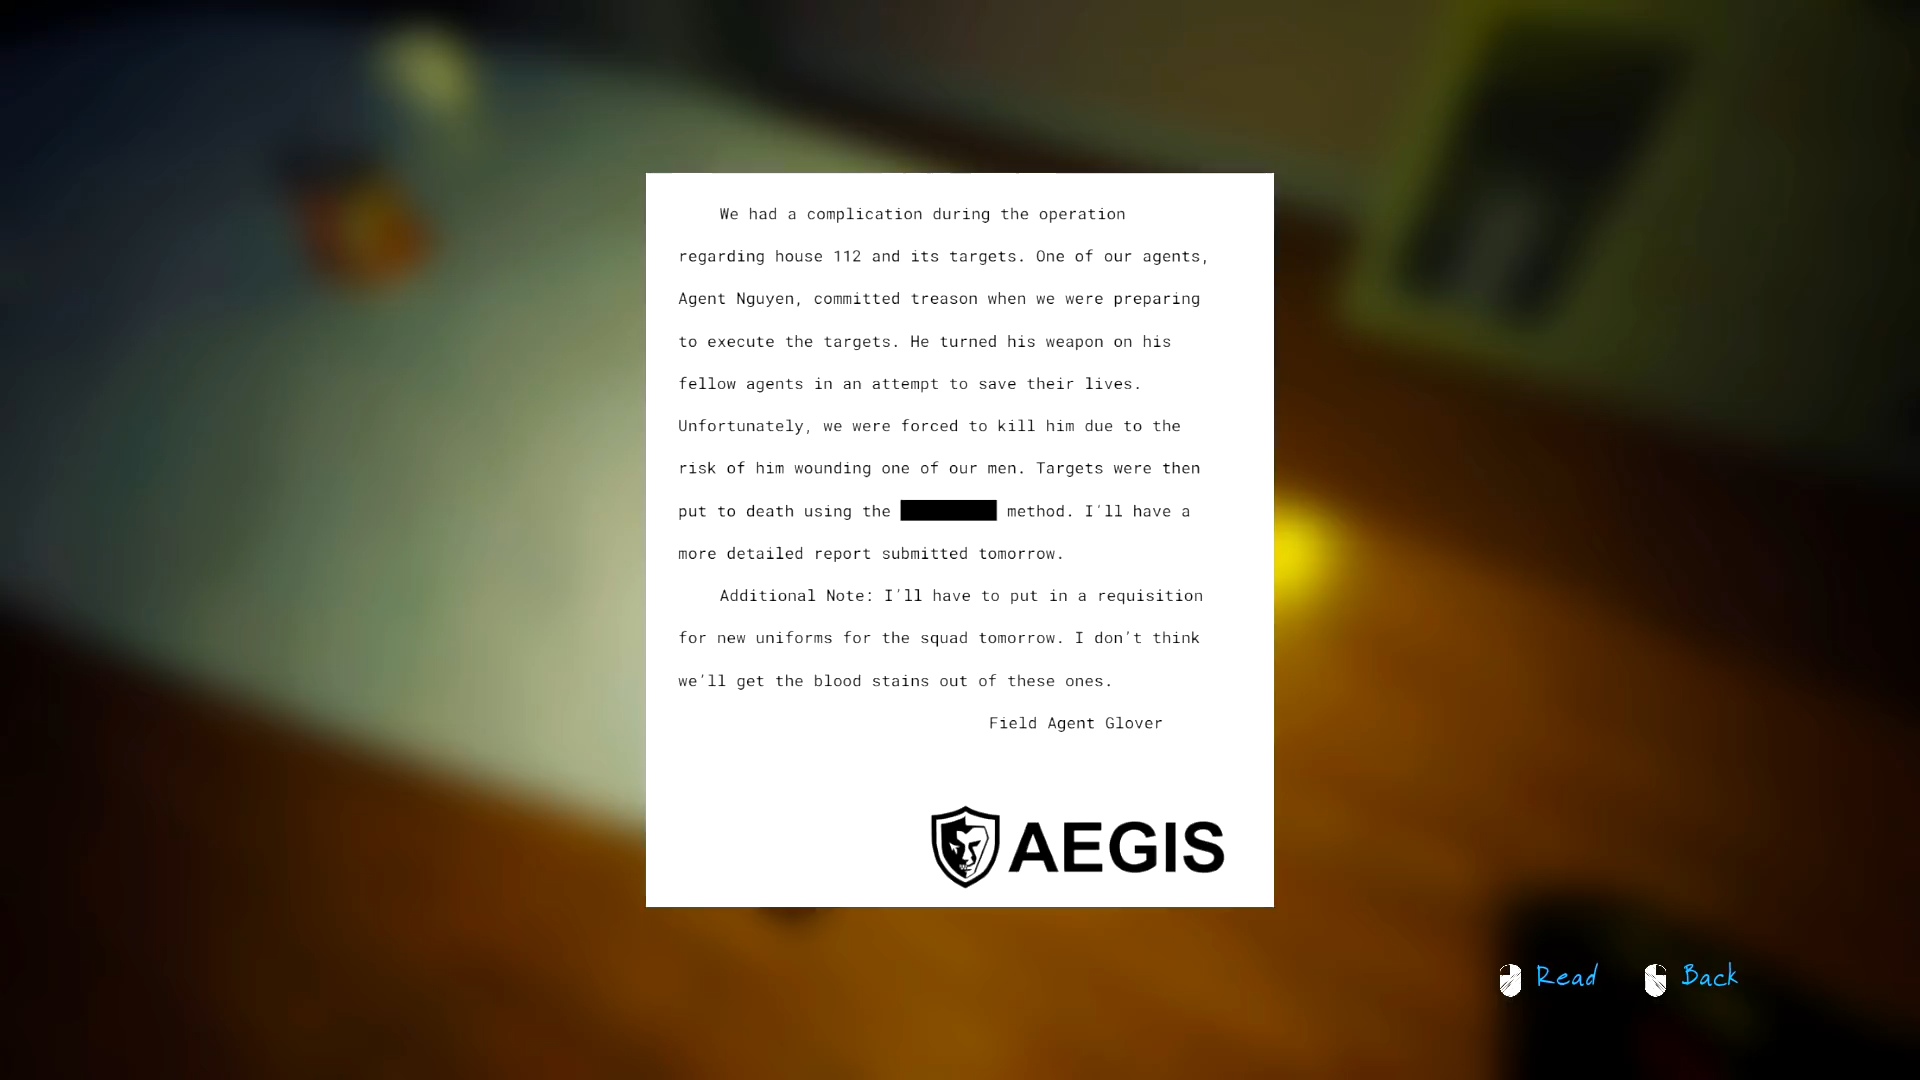 We had a complication during the operation
regarding house 112 and its targets. One of our agents,
Agent Nguyen, committed treason when we were preparing
to execute the targets. He turned his weapon on his
fellow agents in an attempt to save their lives.
Unfortunately, we were forced to kill him due to the
risk of him wounding one of our men. Targets were then
put to death using the method. I'll have a
more detailed report submitted tomorrow.
Additional Note: I'll have to put in a requisition
for new uniforms for the squad tomorrow. I don't think
we'll get the blood stains out of these ones.
Field Agent Glover
AEGIS
Read Back